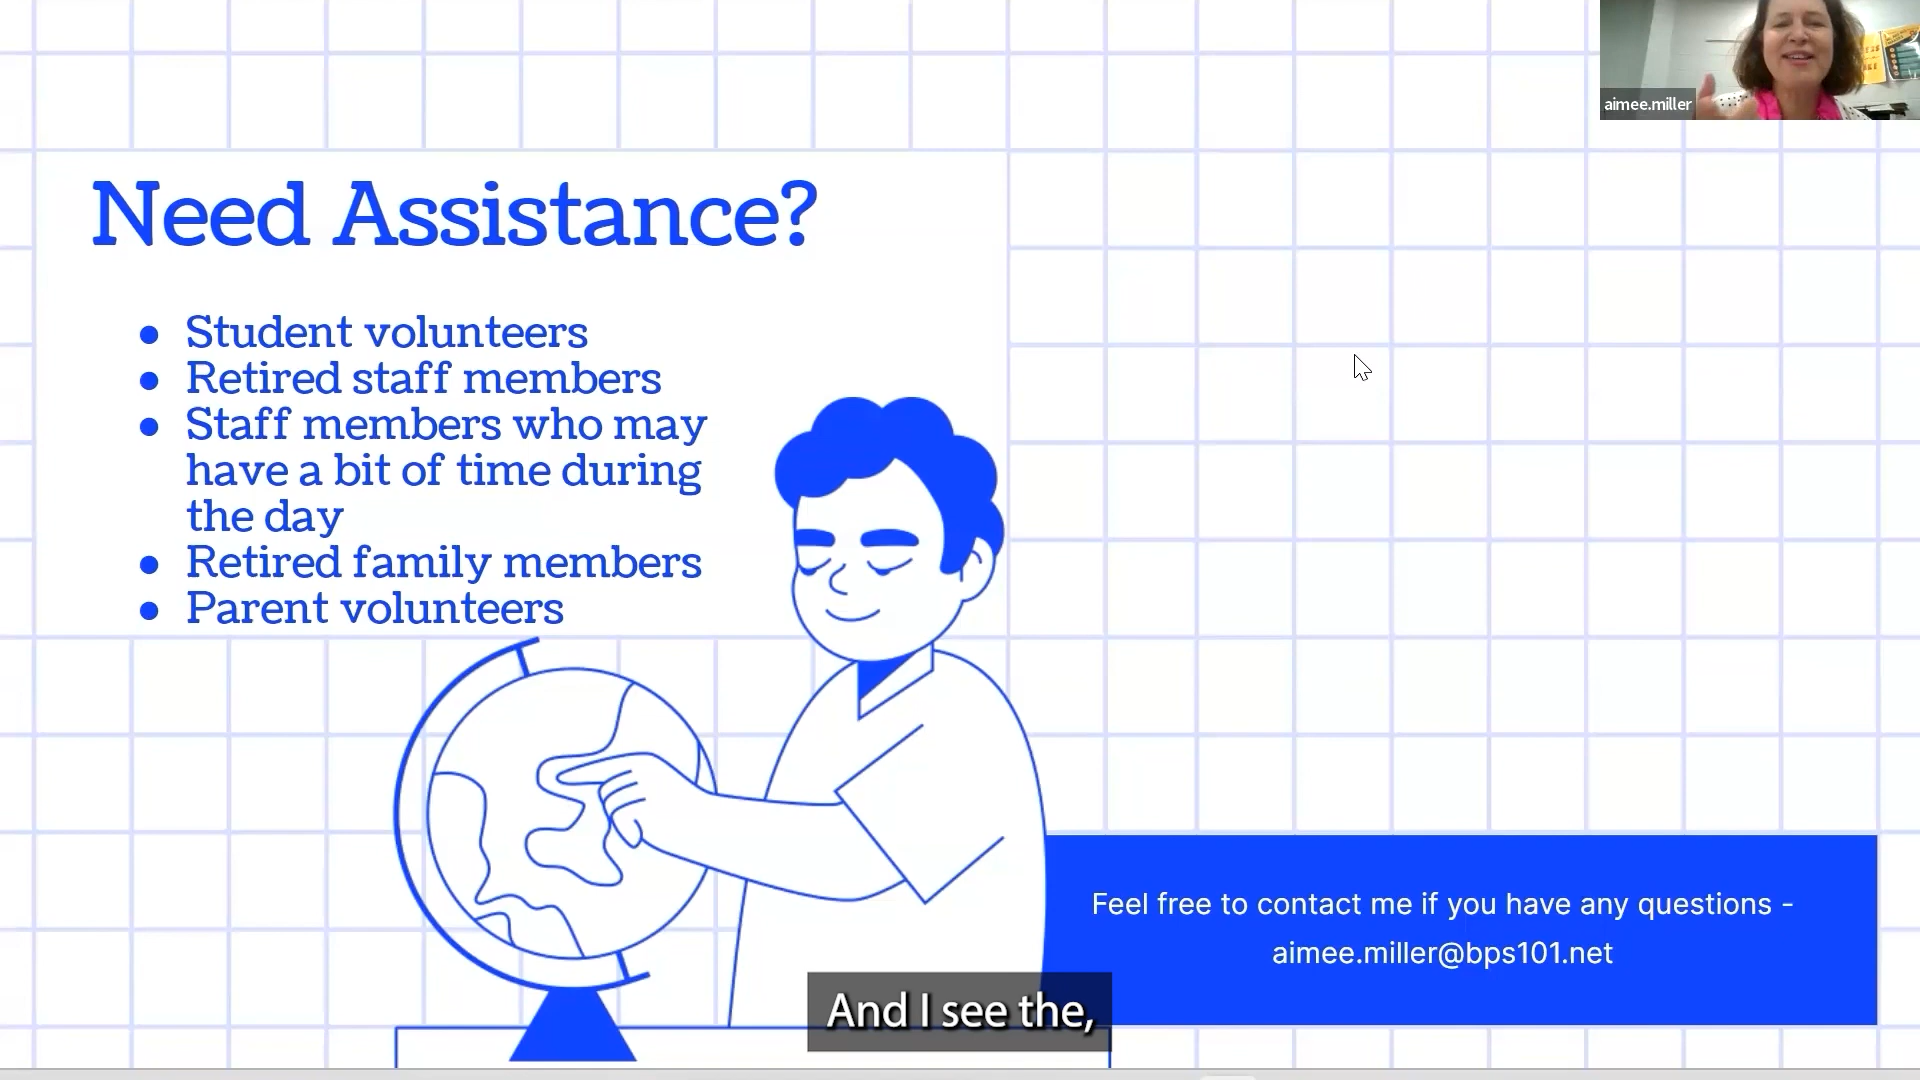 aimee.miller
Need Assistance?
● Student volunteers
● Retired staff members
● Staff members who may
have a bit of time during
the day
● Retired family members
● Parent volunteers
Feel free to contact me if you have any questions -
aimee.miller@bps101.net
And I see the,